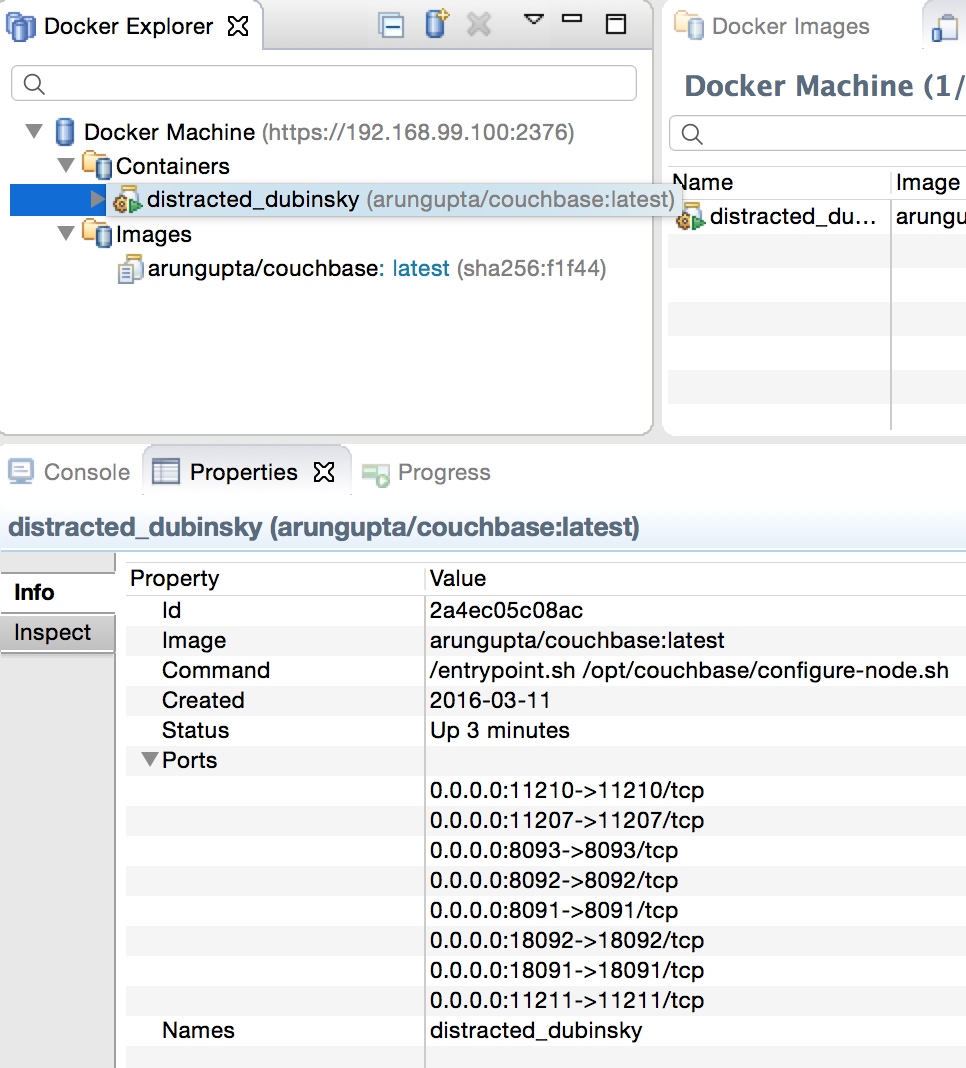 Docker Explorer
Docker Machine (https://192.168.99.100:2376)
Containers
distracted_dubinsky (arungupta/couchbase:latest)
Images
arungupta/couchbase: latest (sha256:f1f44)
Docker Images
Docker Machine (1/
Name Image
distracted_du... arungu
Console Properties Progress
distracted_dubinsky (arungupta/couchbase:latest)
Info
Inspect
Property Value
Id 2a4ec05c08ac
Image arungupta/couchbase:latest
Command /entrypoint.sh /opt/couchbase/configure-node.sh
Created 2016-03-11
Status Up 3 minutes
Ports
0.0.0.0:11210->11210/tcp
0.0.0.0:11207->11207/tcp
0.0.0.0:8093->8093/tcp
0.0.0.0:8092->8092/tcp
0.0.0.0:8091->8091/tcp
0.0.0.0:18092->18092/tcp
0.0.0.0:18091->18091/tcp
0.0.0.0:11211->11211/tcp
Names distracted_dubinsky